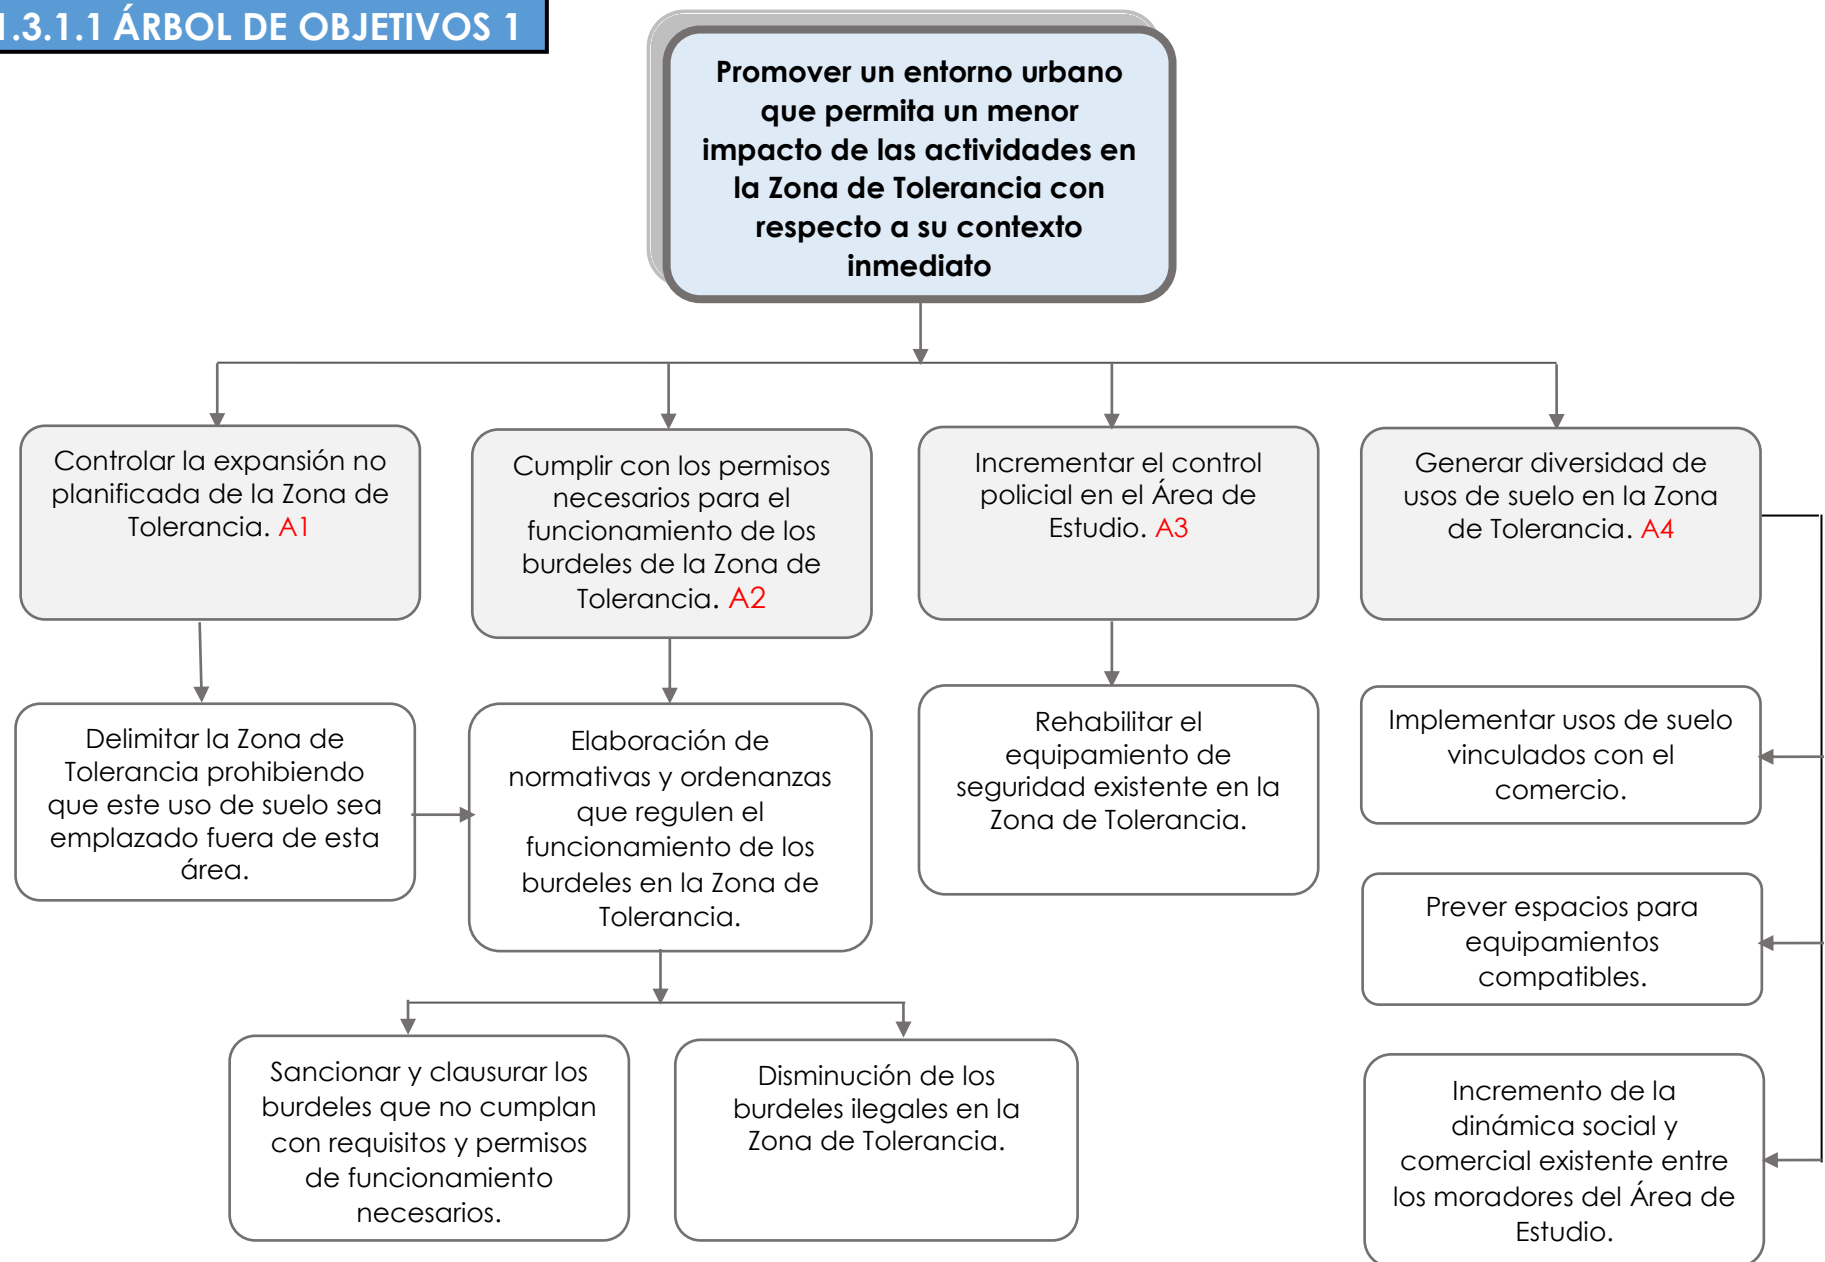 1.3.1.1 ÁRBOL DE OBJETIVOS 1
Promover un entorno urbano
que permita un menor
impacto de las actividades en
la Zona de Tolerancia con
respecto a su contexto
inmediato
Controlar la expansión no
planificada de la Zona de
Tolerancia. A1
Cumplir con los permisos
necesarios para el
funcionamiento de los
burdeles de la Zona de
Tolerancia. A2
Incrementar el control
policial en el Área de
Estudio. A3
Generar diversidad de
usos de suelo en la Zona
de Tolerancia. A4
Delimitar la Zona de
Tolerancia prohibiendo
que este uso de suelo sea
emplazado fuera de esta
área.
Elaboración de
normativas y ordenanzas
que regulen el
funcionamiento de los
burdeles en la Zona de
Tolerancia.
Rehabilitar el
equipamiento de
seguridad existente en la
Zona de Tolerancia.
Implementar usos de suelo
vinculados con el
comercio.
Prever espacios para
equipamientos
compatibles.
Sancionar y clausurar los
burdeles que no cumplan
con requisitos y permisos
de funcionamiento
necesarios.
Disminución de los
burdeles ilegales en la
Zona de Tolerancia.
Incremento de la
dinámica social y
comercial existente entre
los moradores del Área de
Estudio.